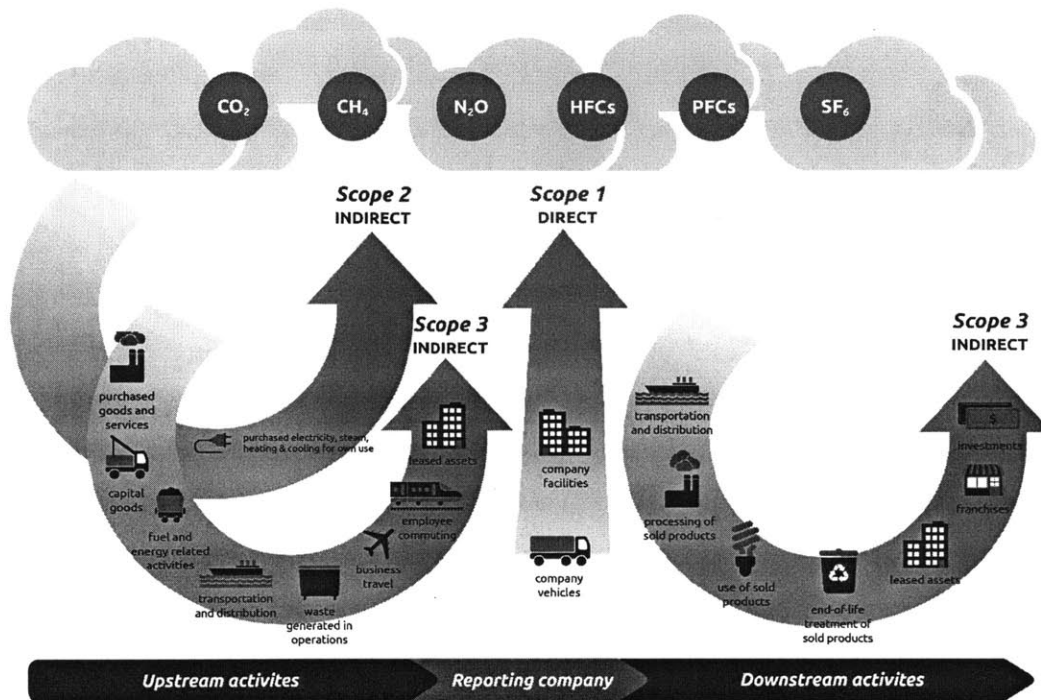 CO₂
CH₄
N₂O
HFCs
PFCs
SF₆
Scope 2
INDIRECT
Scope 1
DIRECT
Scope 3
INDIRECT
Scope 3
INDIRECT
purchased
goods and
services
capital
goods
fuel and
energy related
activities
purchased electricity, steam,
heating & cooling for own use
transportation
and distribution
waste
generated in
operations
business
travel
employee
commuting
leased assets
company
facilities
company
vehicles
transportation
and distribution
processing of
sold products
use of sold
products
end-of-life
treatment of
sold products
leased assets
franchises
$
investments
Upstream activites
Reporting company
Downstream activites